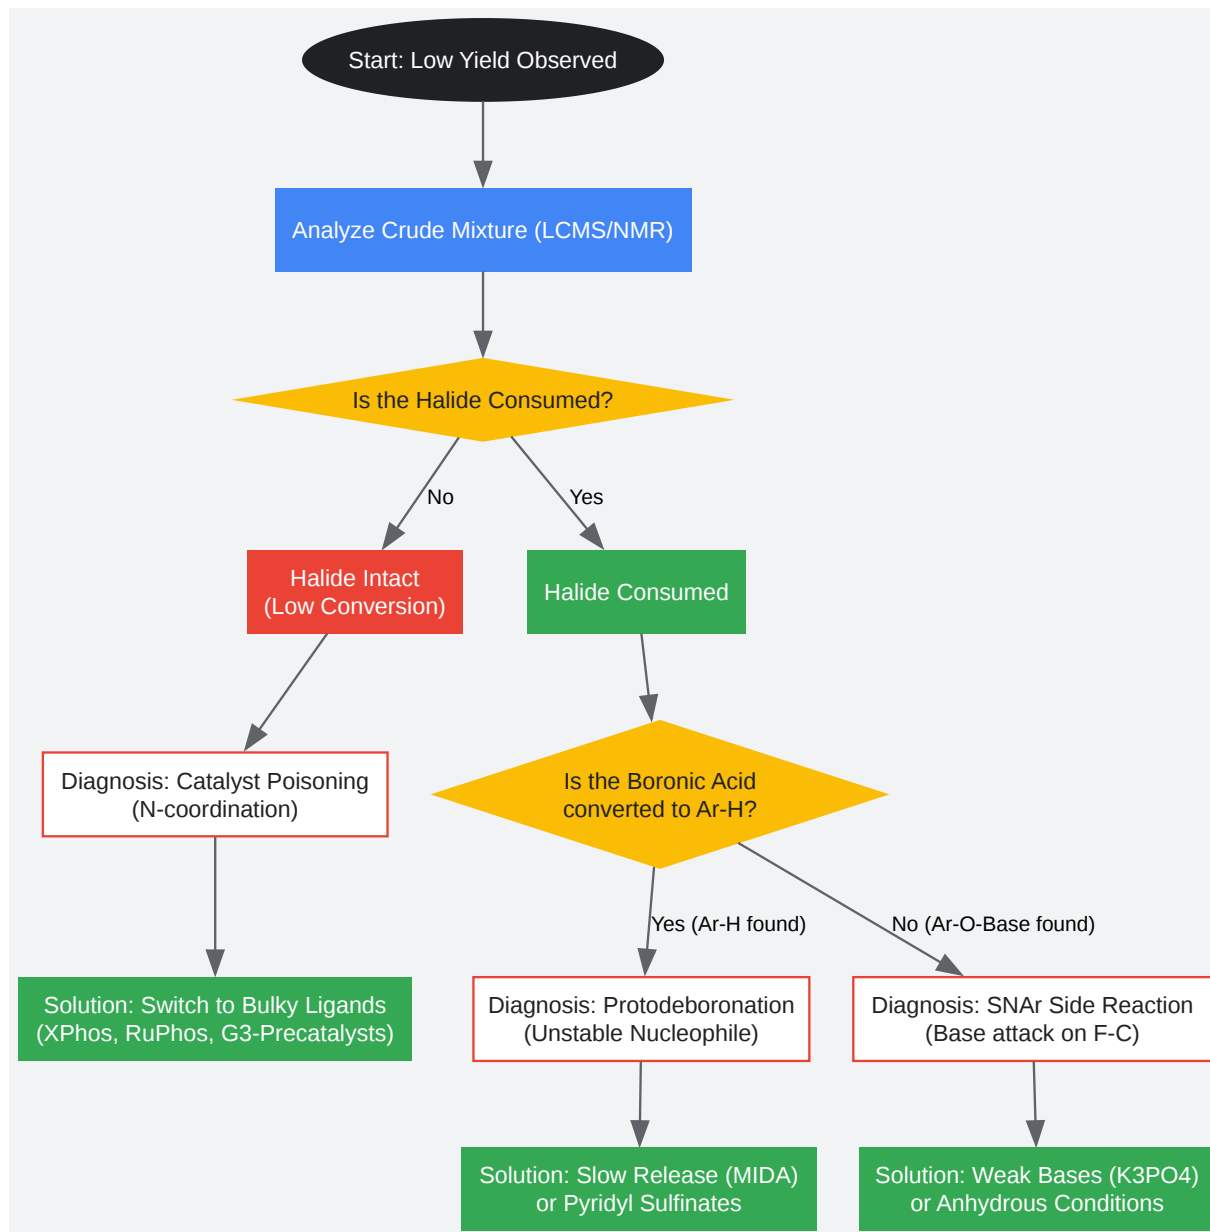 Start: Low Yield Observed
Analyze Crude Mixture (LCMS/NMR)
Is the Halide Consumed?
No
Yes
Halide Intact
(Low Conversion)
Halide Consumed
Diagnosis: Catalyst Poisoning
(N-coordination)
Is the Boronic Acid
converted to Ar-H?
Yes (Ar-H found)
No (Ar-O-Base found)
Solution: Switch to Bulky Ligands
(XPhos, RuPhos, G3-Precatalysts)
Diagnosis: Protodeboronation
(Unstable Nucleophile)
Diagnosis: SNAr Side Reaction
(Base attack on F-C)
Solution: Slow Release (MIDA)
or Pyridyl Sulfinates
Solution: Weak Bases (K3PO4)
or Anhydrous Conditions